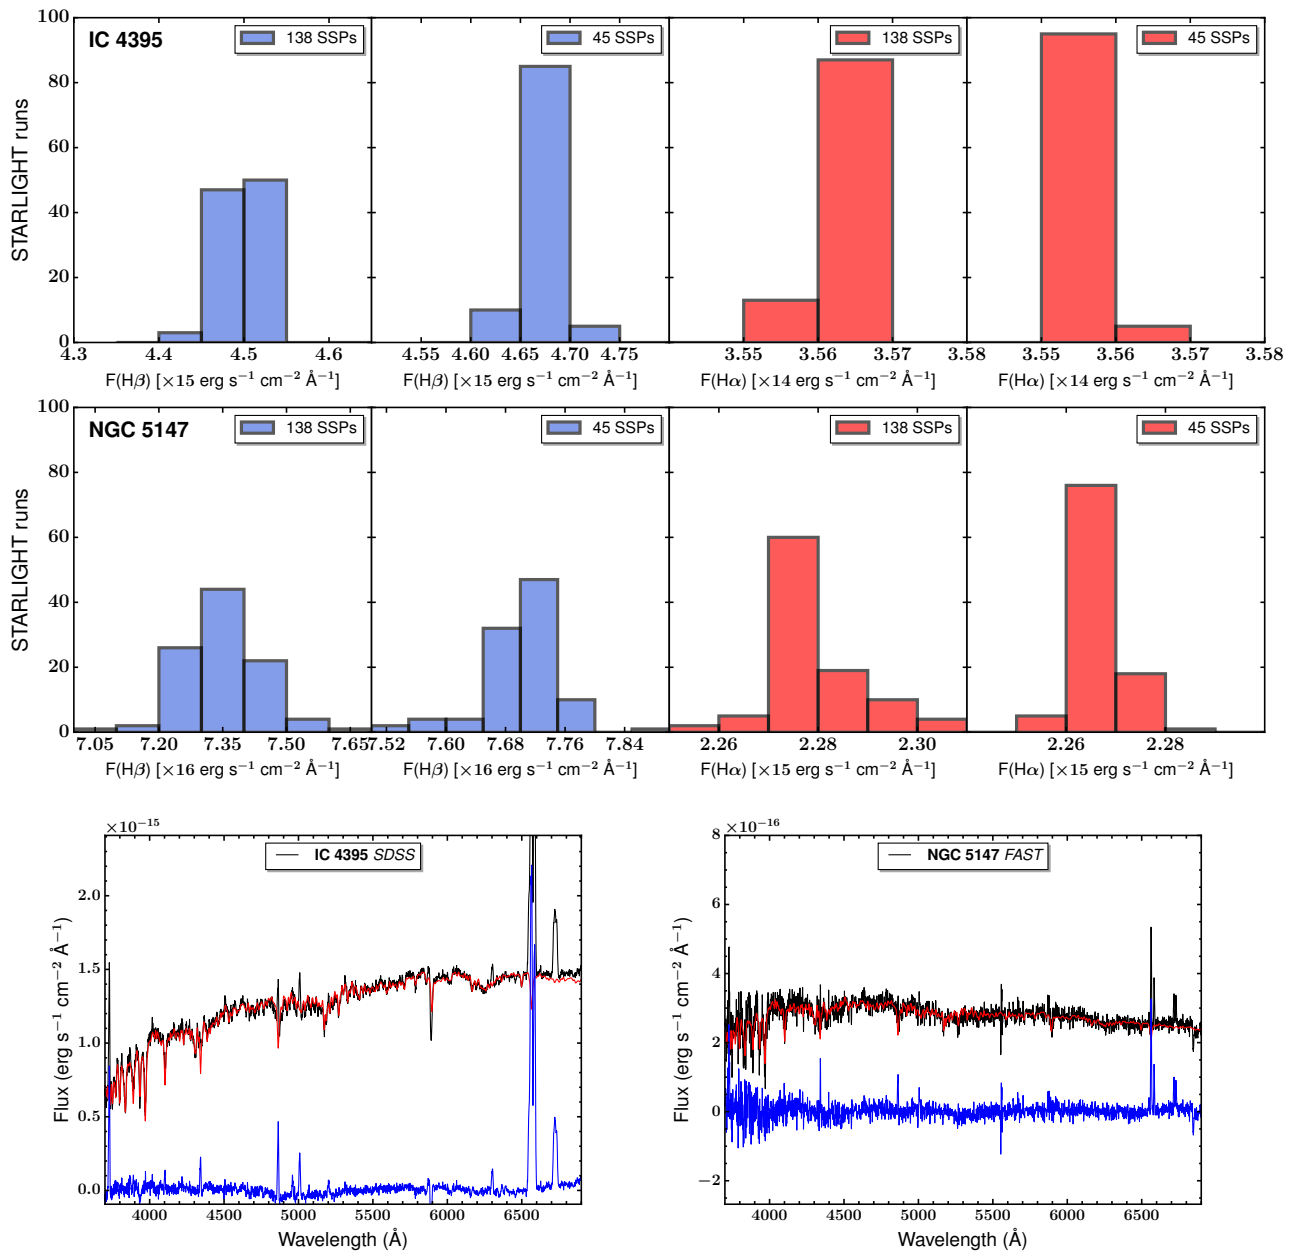 IC 4395
138 SSPs
45 SSPs
138 SSPs
45 SSPs
STARLIGHT runs
100
80
60
40
20
0
4.3 4.4 4.5 4.6
4.55 4.60 4.65 4.70 4.75
3.55 3.56 3.57 3.58
3.55 3.56 3.57 3.58
F(Hβ) [×15 erg s⁻¹ cm⁻² Å⁻¹]
F(Hβ) [×15 erg s⁻¹ cm⁻² Å⁻¹]
F(Hα) [×14 erg s⁻¹ cm⁻² Å⁻¹]
F(Hα) [×14 erg s⁻¹ cm⁻² Å⁻¹]
NGC 5147
138 SSPs
45 SSPs
138 SSPs
45 SSPs
STARLIGHT runs
100
80
60
40
20
0
7.05 7.20 7.35 7.50 7.65
7.52 7.60 7.68 7.76 7.84
2.26 2.28 2.30
2.26 2.28
F(Hβ) [×16 erg s⁻¹ cm⁻² Å⁻¹]
F(Hβ) [×16 erg s⁻¹ cm⁻² Å⁻¹]
F(Hα) [×15 erg s⁻¹ cm⁻² Å⁻¹]
F(Hα) [×15 erg s⁻¹ cm⁻² Å⁻¹]
×10⁻¹⁵
IC 4395 SDSS
Flux (erg s⁻¹ cm⁻² Å⁻¹)
2.0
1.5
1.0
0.5
0.0
4000 4500 5000 5500 6000 6500
Wavelength (Å)
×10⁻¹⁶
NGC 5147 FAST
Flux (erg s⁻¹ cm⁻² Å⁻¹)
8
6
4
2
0
−2
4000 4500 5000 5500 6000 6500
Wavelength (Å)